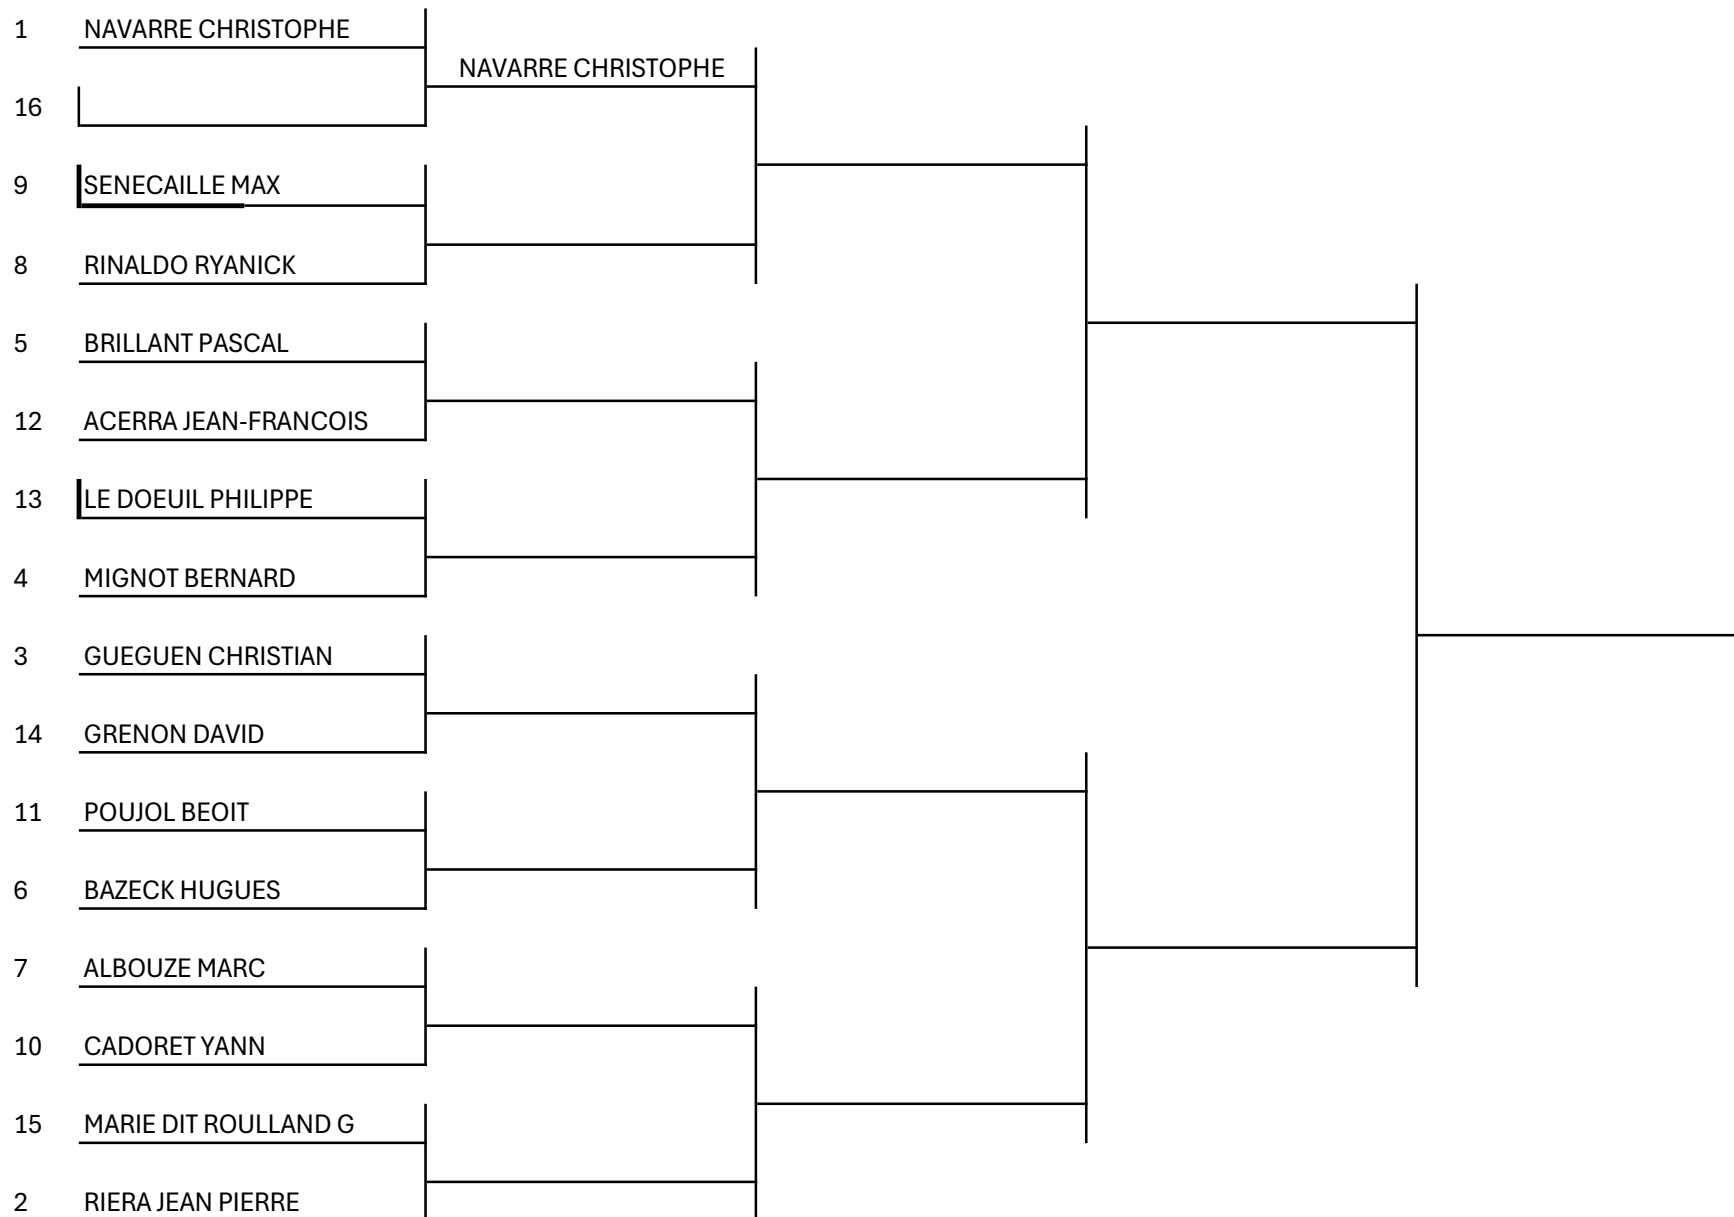 1 NAVARRE CHRISTOPHE
NAVARRE CHRISTOPHE
16
9 SENECAILLE MAX
8 RINALDO RYANICK
5 BRILLANT PASCAL
12 ACERRA JEAN-FRANCOIS
13 LE DOEUIL PHILIPPE
4 MIGNOT BERNARD
3 GUEGUEN CHRISTIAN
14 GRENON DAVID
11 POUJOL BEOIT
6 BAZECK HUGUES
7 ALBOUZE MARC
10 CADORET YANN
15 MARIE DIT ROULLAND G
2 RIERA JEAN PIERRE